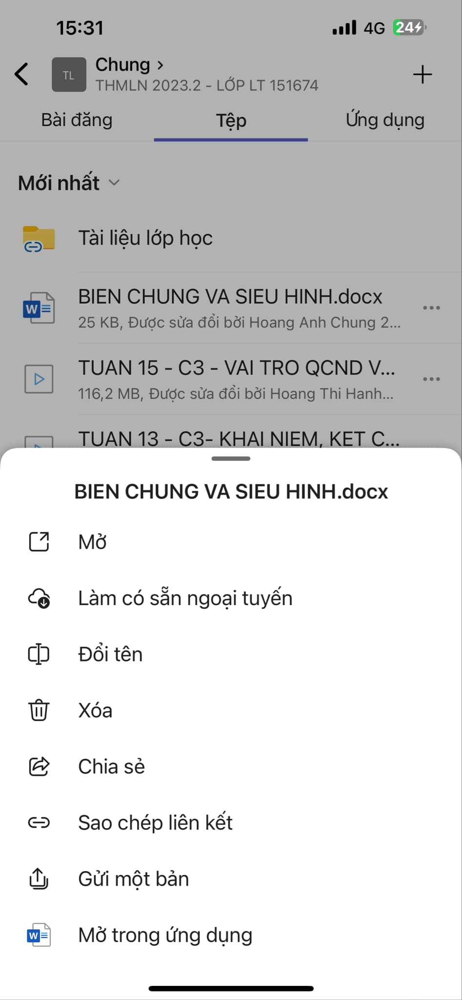 15:31
4G 24
TL
Chung
THMLN 2023.2 - LỚP LT 151674
Bài đăng
Tệp
Ứng dụng
Mới nhất
Tài liệu lớp học
BIEN CHUNG VA SIEU HINH.docx
25 KB, Được sửa đổi bởi Hoang Anh Chung 2...
TUAN 15 - C3 - VAI TRO QCND V...
116,2 MB, Được sửa đổi bởi Hoang Thi Hanh...
TUAN 13 - C3- KHAI NIEM, KET C...
BIEN CHUNG VA SIEU HINH.docx
Mở
Làm có sẵn ngoại tuyến
Đổi tên
Xóa
Chia sẻ
Sao chép liên kết
Gửi một bản
Mở trong ứng dụng